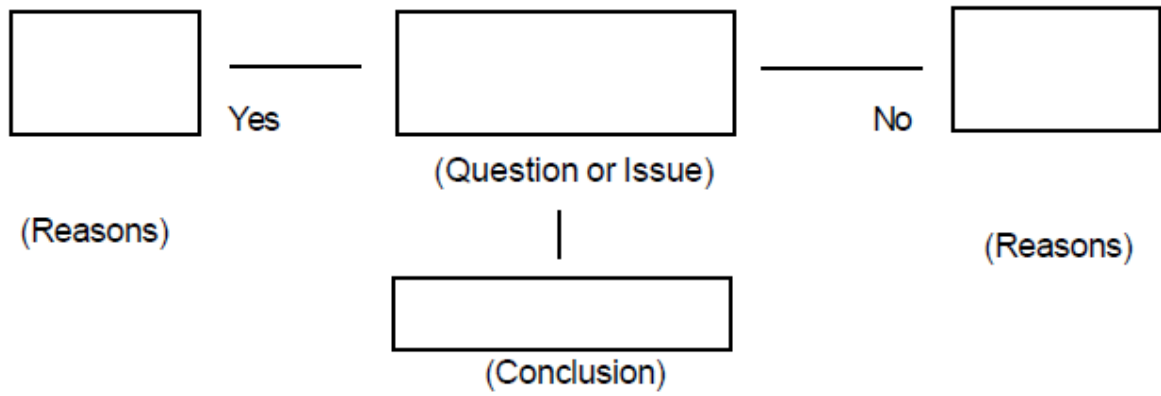 Yes
No
(Question or Issue)
(Reasons)
(Reasons)
(Conclusion)